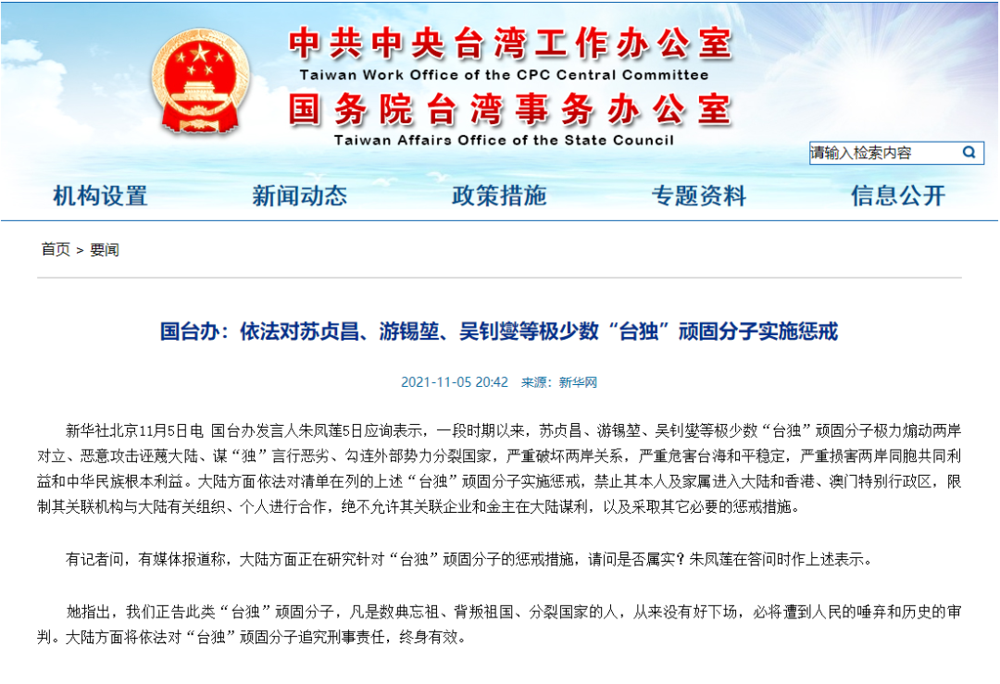 中共中央台湾工作办公室
Taiwan Work Office of the CPC Central Committee
国务院台湾事务办公室
Taiwan Affairs Office of the State Council
请输入检索内容
机构设置 新闻动态 政策措施 专题资料 信息公开
首页 > 要闻
国台办：依法对苏贞昌、游锡堃、吴钊燮等极少数“台独”顽固分子实施惩戒
2021-11-05 20:42 来源：新华网
新华社北京11月5日电 国台办发言人朱凤莲5日应询表示，一段时期以来，苏贞昌、游锡堃、吴钊燮等极少数“台独”顽固分子极力煽动两岸
对立、恶意攻击诬蔑大陆、谋“独”言行恶劣、勾连外部势力分裂国家，严重破坏两岸关系，严重危害台海和平稳定，严重损害两岸同胞共同利
益和中华民族根本利益。大陆方面依法对清单在列的上述“台独”顽固分子实施惩戒，禁止其本人及家属进入大陆和香港、澳门特别行政区，限
制其关联机构与大陆有关组织、个人进行合作，绝不允许其关联企业和金主在大陆谋利，以及采取其它必要的惩戒措施。
有记者问，有媒体报道称，大陆方面正在研究针对“台独”顽固分子的惩戒措施，请问是否属实？朱凤莲在答问时作上述表示。
她指出，我们正告此类“台独”顽固分子，凡是数典忘祖、背叛祖国、分裂国家的人，从来没有好下场，必将遭到人民的唾弃和历史的审
判。大陆方面将依法对“台独”顽固分子追究刑事责任，终身有效。